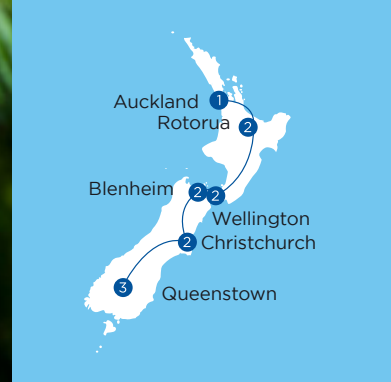 Auckland 1
Rotorua 2
Blenheim 2 2
Wellington
2 Christchurch
3
Queenstown